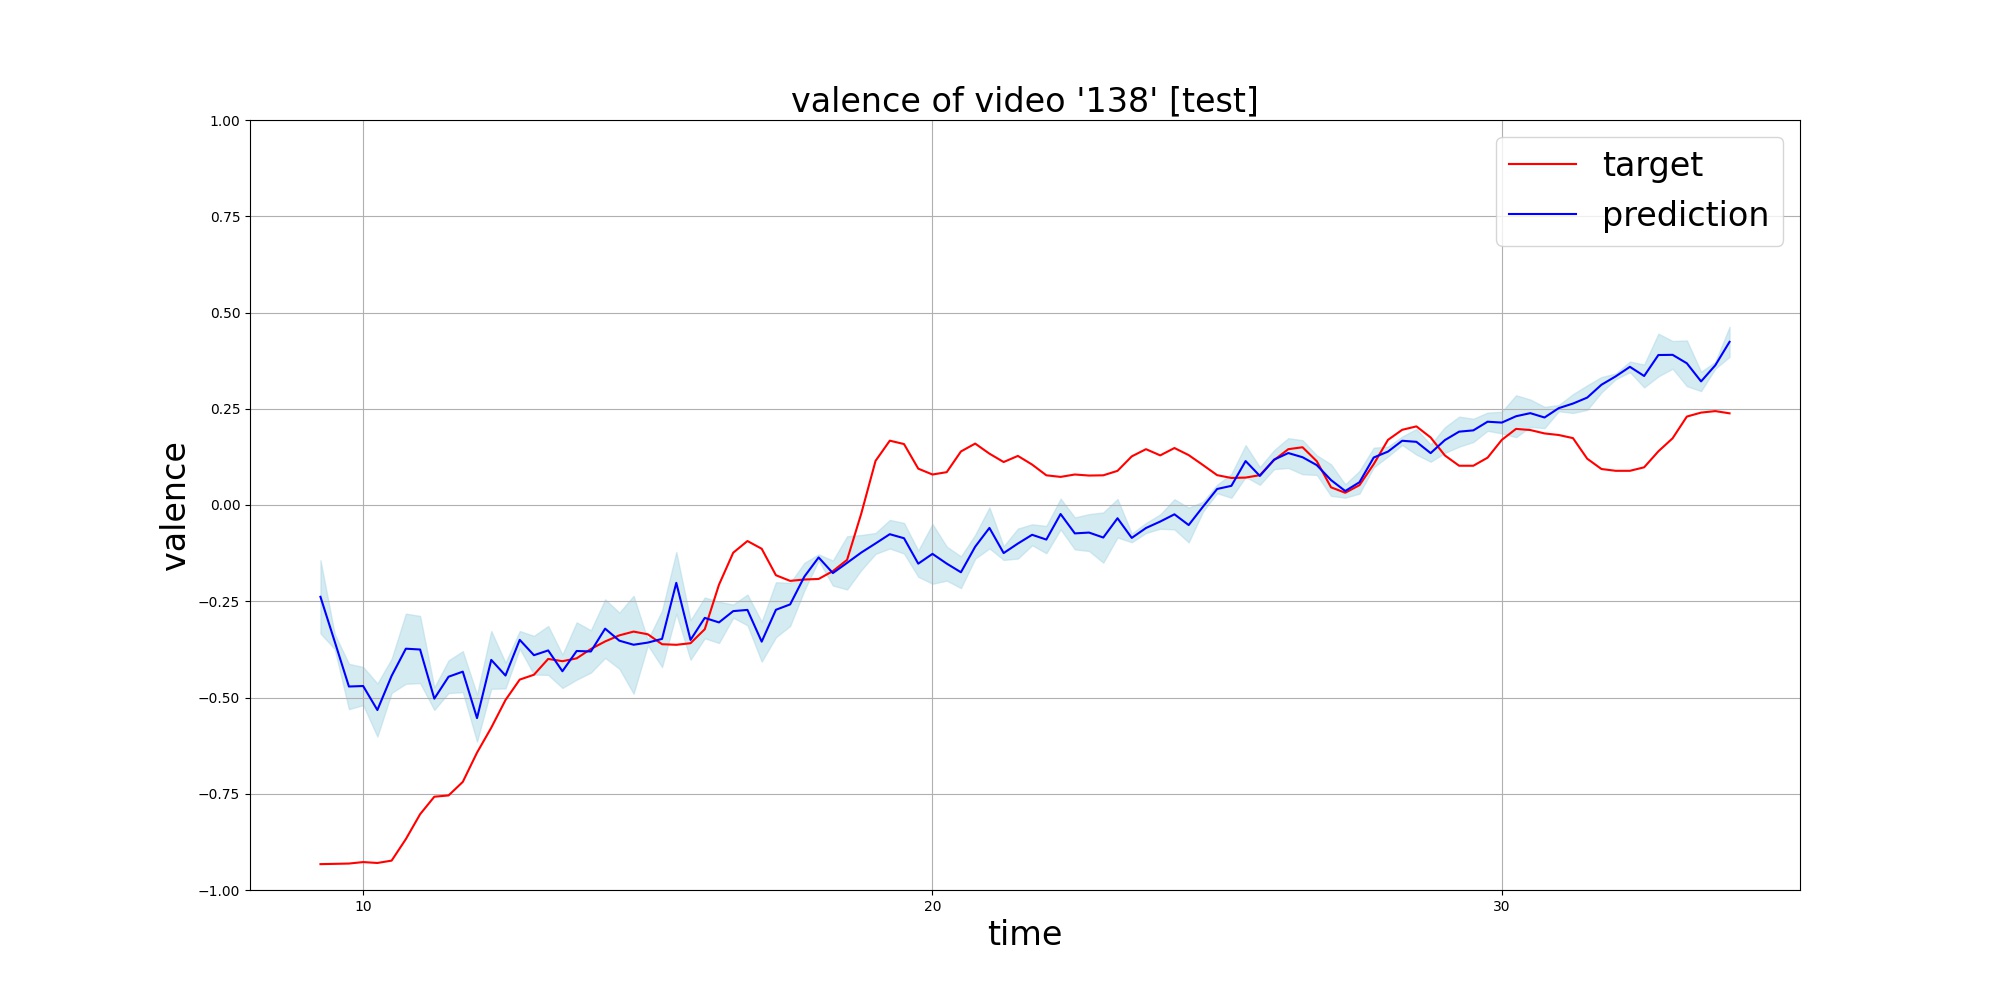 valence of video '138' [test]
1.00
0.75
0.50
0.25
0.00
−0.25
−0.50
−0.75
−1.00
valence
target
prediction
10 20 30
time